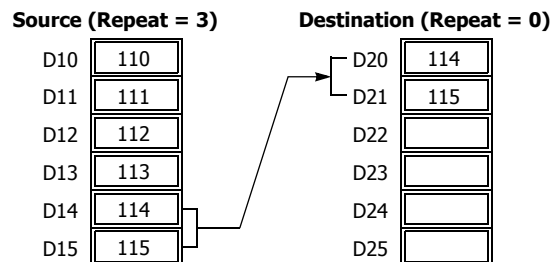 Source (Repeat = 3) Destination (Repeat = 0)
D10 110 D20 114
D11 111 D21 115
D12 112 D22
D13 113 D23
D14 114 D24
D15 115 D25